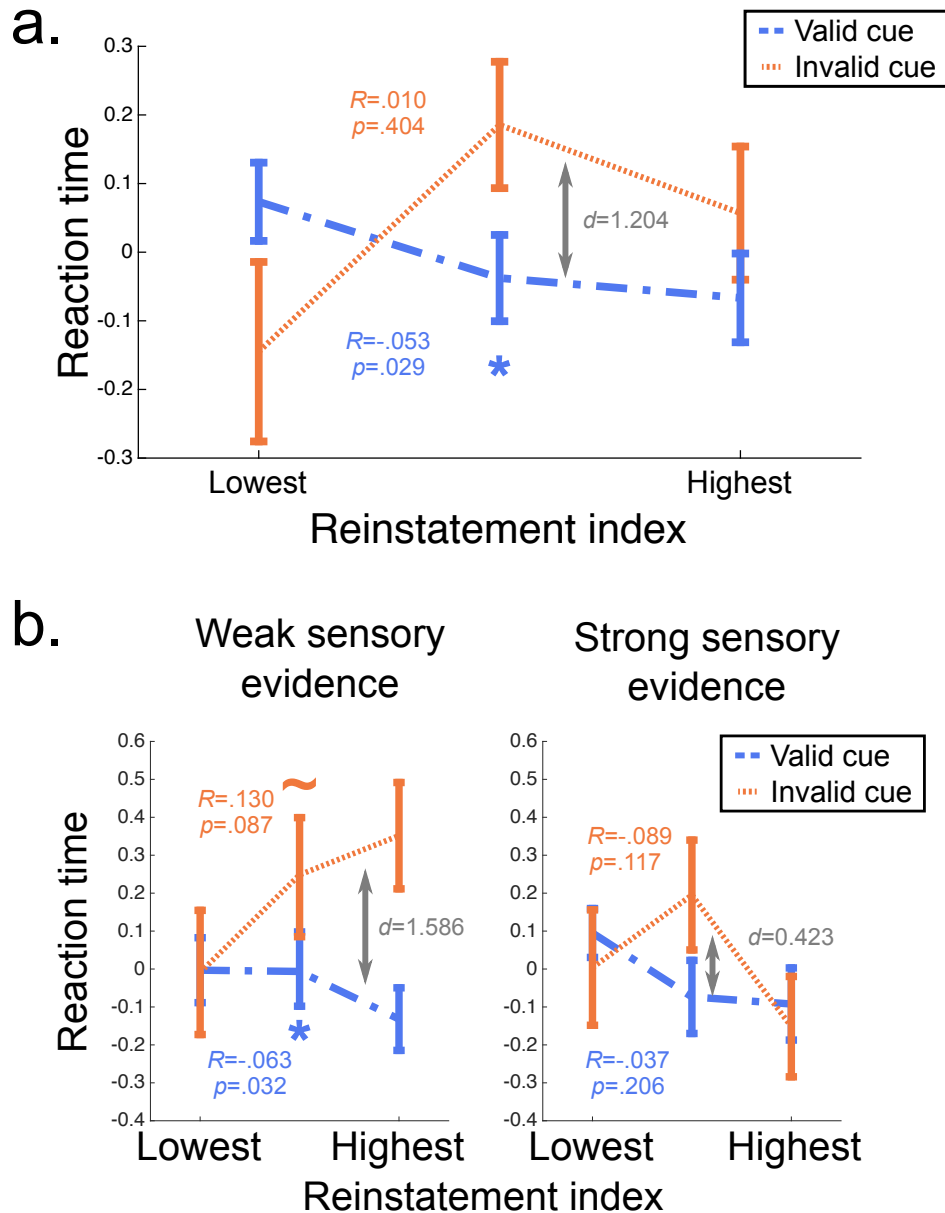 a.
Valid cue
Invalid cue
0.3
0.2
0.1
0
-0.1
-0.2
-0.3
Reaction time
R=.010
p=.404
d=1.204
R=-.053
p=.029
*
Lowest
Highest
Reinstatement index
b.
Weak sensory
evidence
0.6
0.5
0.4
0.3
0.2
0.1
0
-0.1
-0.2
-0.3
-0.4
Reaction time
R=.130
p=.087
~
d=1.586
*
R=-.063
p=.032
Lowest
Highest
Strong sensory
evidence
Valid cue
Invalid cue
0.6
0.5
0.4
0.3
0.2
0.1
0
-0.1
-0.2
-0.3
-0.4
R=-.089
p=.117
d=0.423
R=-.037
p=.206
Lowest
Highest
Reinstatement index